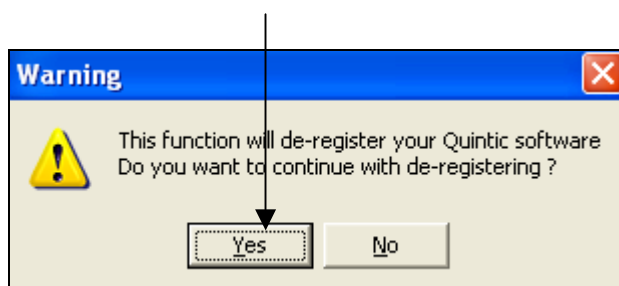 Warning
This function will de-register your Quintic software
Do you want to continue with de-registering ?
Yes No